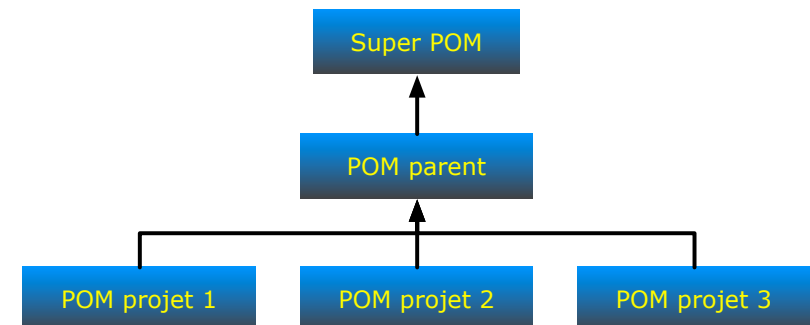 Super POM
POM parent
POM projet 1
POM projet 2
POM projet 3